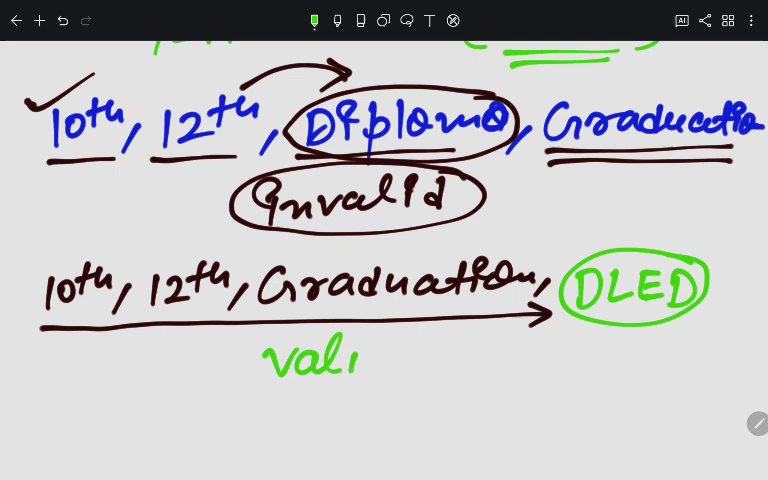 10th, 12th, Diploma, Graduation
invalid
10th, 12th, Graduation, DLED
vali